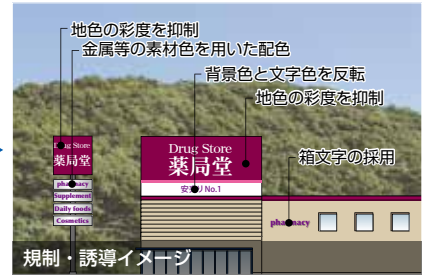 地色の彩度を抑制
金属等の素材色を用いた配色
背景色と文字色を反転
地色の彩度を抑制
箱文字の採用
Drug Store
薬局堂
pharmacy
Supplement
Daily foods
Cosmetics
Drug Store
薬局堂
No.1
pharmacy
規制・誘導イメージ